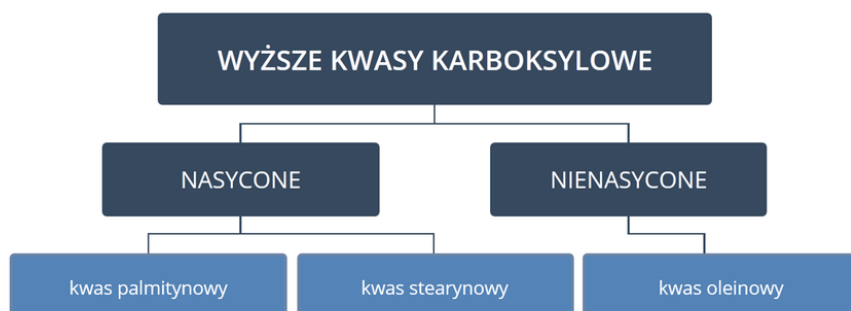 WYŻSZE KWASY KARBOKSYLOWE
NASYCONE
NIENASYCONE
kwas palmitynowy
kwas stearynowy
kwas oleinowy